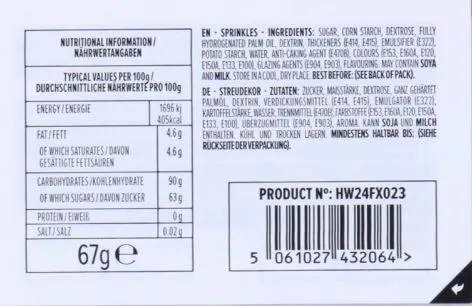 NUTRITIONAL INFORMATION /
NÄHRWERTANGABEN
TYPICAL VALUES PER 100g /
DURCHSCHNITTLICHE NÄHRWERTE PRO 100g
ENERGY / ENERGIE 1696 kj
405kcal
FAT / FETT 4.6 g
OF WHICH SATURATES / DAVON
GESÄTTIGTE FETTSÄUREN 4.6 g
CARBOHYDRATES / KOHLENHYDRATE 90 g
OF WHICH SUGARS / DAVON ZUCKER 63 g
PROTEIN / EIWEIß 0 g
SALT / SALZ 0.02 g
67g e
EN - SPRINKLES - INGREDIENTS: SUGAR, CORN STARCH, DEXTROSE, FULLY
HYDROGENATED PALM OIL, DEXTRIN, THICKENERS (E414, E415), EMULSIFIER (E322),
POTATO STARCH, WATER, ANTI-CAKING AGENT (E470B), COLOURS (E153, E160A, E120,
E150A, E133, E100), GLAZING AGENTS (E904, E903), FLAVOURING. MAY CONTAIN SOYA
AND MILK. STORE IN A COOL, DRY PLACE. BEST BEFORE: (SEE BACK OF PACK).
DE - STREUDEKOR - ZUTATEN: ZUCKER, MAISSTÄRKE, DEXTROSE, GANZ GEHÄRTET
PALMÖL, DEXTRIN, VERDICKUNGSMITTEL (E414, E415), EMULGATOR (E322),
KARTOFFELSTÄRKE, WASSER, TRENNMITTEL (E470B), FARBSTOFFE (E153, E160A, E120, E150A,
E133, E100), ÜBERZUGMITTEL (E904, E903), AROMA. KANN SOJA UND MILCH
ENTHALTEN. KÜHL UND TROCKEN LAGERN. MINDESTENS HALTBAR BIS: (SIEHE
RÜCKSEITE DER VERPACKUNG).
PRODUCT Nº: HW24FX023
5 061027 432064 >